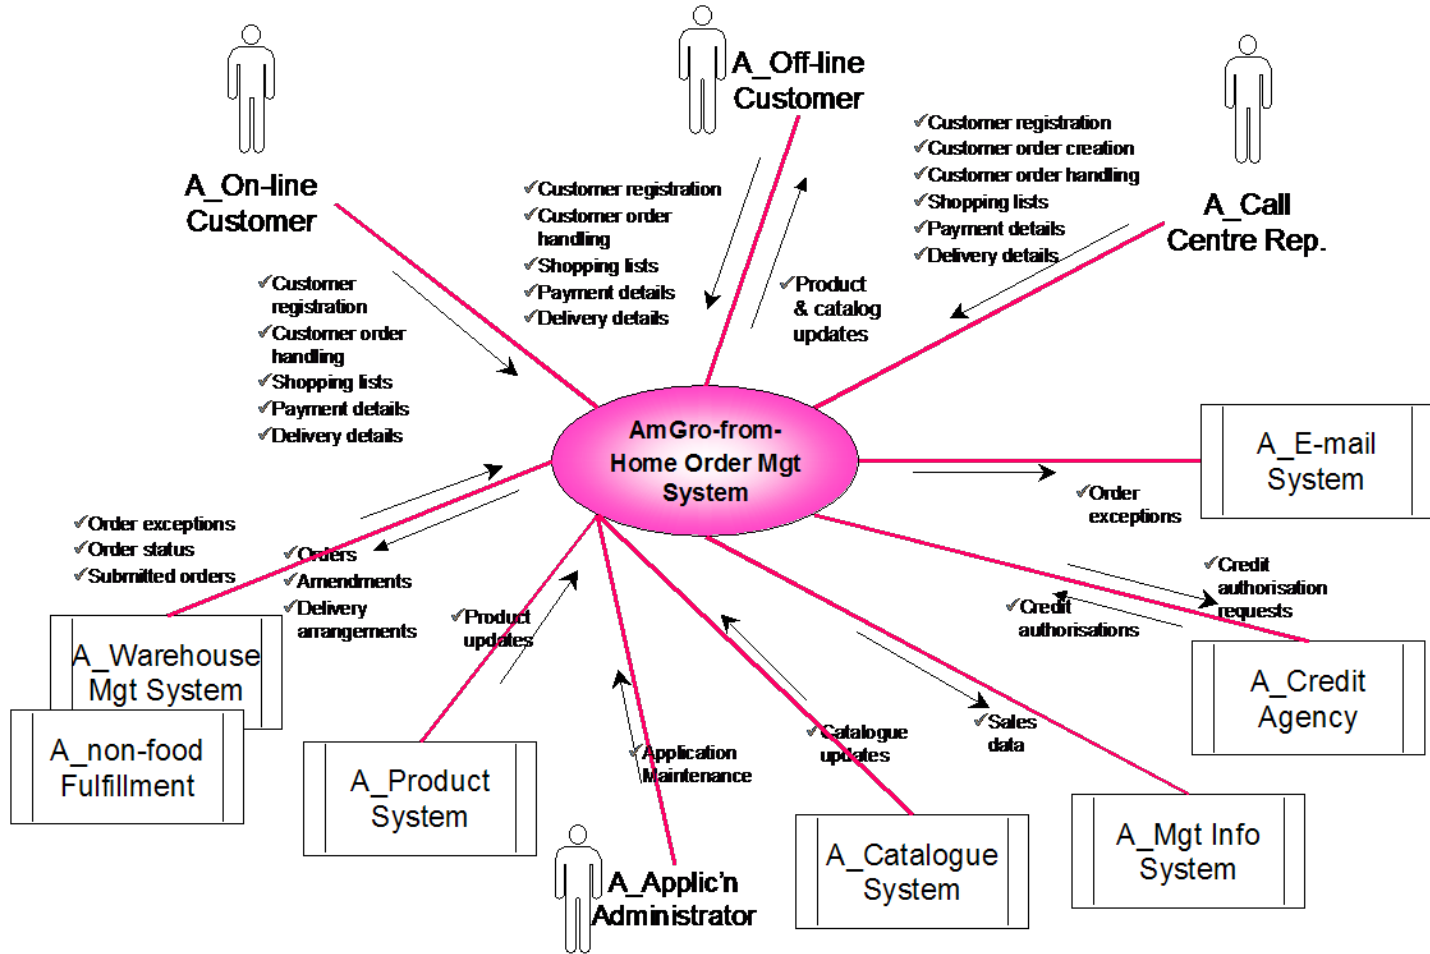 A_Off-line
Customer
A_On-line
Customer
A_Call
Centre Rep.
✓Customer registration
✓Customer order creation
✓Customer order handling
✓Shopping lists
✓Payment details
✓Delivery details
✓Customer registration
✓Customer order
handling
✓Shopping lists
✓Payment details
✓Delivery details
✓Product
& catalog
updates
✓Customer
registration
✓Customer order
handling
✓Shopping lists
✓Payment details
✓Delivery details
AmGro-from-
Home Order Mgt
System
A_E-mail
System
✓Order
exceptions
✓Order exceptions
✓Order status
✓Submitted orders
✓Orders
✓Amendments
✓Delivery
arrangements
✓Product
updates
✓Credit
authorisation
requests
✓Credit
authorisations
A_Warehouse
Mgt System
A_non-food
Fulfillment
A_Product
System
✓Application
Maintenance
✓Catalogue
updates
✓Sales
data
A_Credit
Agency
A_Applic'n
Administrator
A_Catalogue
System
A_Mgt Info
System